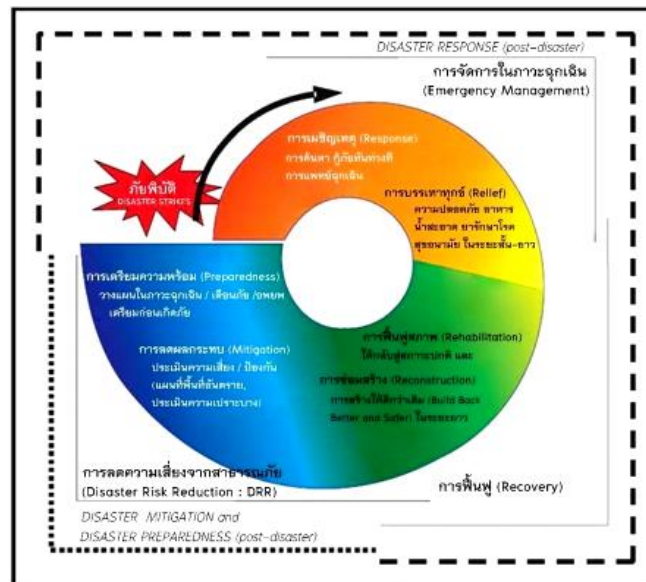 DISASTER RESPONSE (post-disaster)
การจัดการในภาวะฉุกเฉิน
(Emergency Management)
การเผชิญเหตุ (Response)
การค้นหา กู้ภัยทันท่วงที
การแพทย์ฉุกเฉิน
ภัยพิบัติ
DISASTER STRIKES
การบรรเทาทุกข์ (Relief)
ความปลอดภัย อาหาร
น้ำสะอาด ยารักษาโรค
สุขอนามัย ในระยะสั้น-ยาว
การเตรียมความพร้อม (Preparedness)
วางแผนในภาวะฉุกเฉิน / เตือนภัย /อพยพ
เตรียมก่อนเกิดภัย
การลดผลกระทบ (Mitigation)
ประเมินความเสี่ยง / ป้องกัน
(แผนที่พื้นที่อันตราย,
ประเมินความเปราะบาง)
การฟื้นฟูสภาพ (Rehabilitation)
ให้กลับสู่สภาวะปกติ และ
การซ่อมสร้าง (Reconstruction)
การสร้างให้ดีกว่าเดิม (Build Back
Better and Safer) ในระยะยาว
การลดความเสี่ยงจากสาธารณภัย
(Disaster Risk Reduction : DRR)
การฟื้นฟู (Recovery)
DISASTER MITIGATION and
DISASTER PREPAREDNESS (post-disaster)